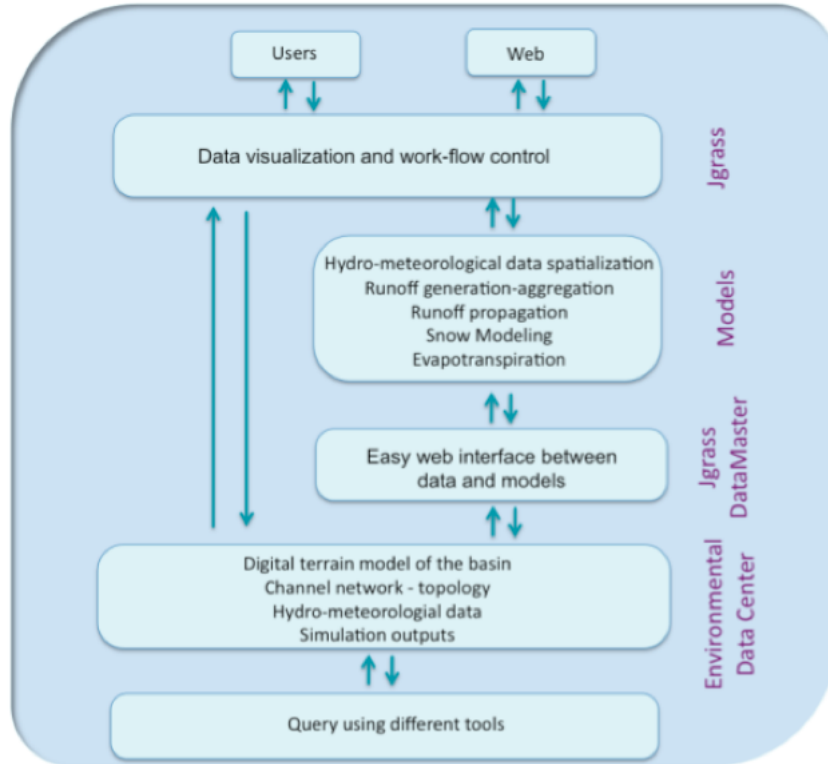 Users
Web
Data visualization and work-flow control
Jgrass
Hydro-meteorological data spatialization
Runoff generation-aggregation
Runoff propagation
Snow Modeling
Evapotranspiration
Models
Easy web interface between
data and models
Jgrass
DataMaster
Digital terrain model of the basin
Channel network - topology
Hydro-meteorologial data
Simulation outputs
Environmental
Data Center
Query using different tools